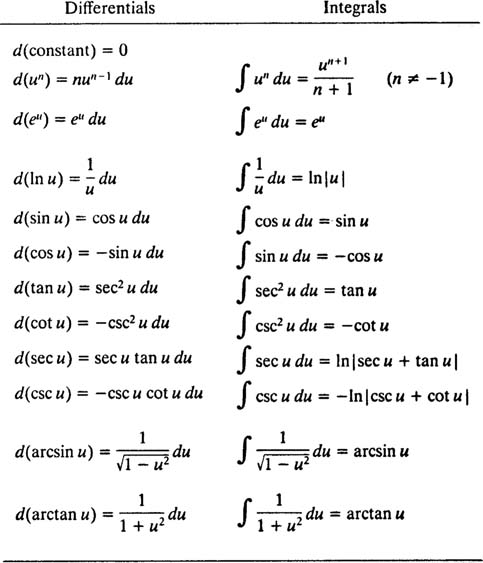 Differentials Integrals
d(constant) = 0
d(uⁿ) = nuⁿ⁻¹ du ∫ uⁿ du = uⁿ⁺¹/(n + 1) (n ≠ −1)
d(eᵘ) = eᵘ du ∫ eᵘ du = eᵘ
d(ln u) = 1/u du ∫ 1/u du = ln|u|
d(sin u) = cos u du ∫ cos u du = sin u
d(cos u) = −sin u du ∫ sin u du = −cos u
d(tan u) = sec² u du ∫ sec² u du = tan u
d(cot u) = −csc² u du ∫ csc² u du = −cot u
d(sec u) = sec u tan u du ∫ sec u du = ln|sec u + tan u|
d(csc u) = −csc u cot u du ∫ csc u du = −ln|csc u + cot u|
d(arcsin u) = 1/√(1 − u²) du ∫ 1/√(1 − u²) du = arcsin u
d(arctan u) = 1/(1 + u²) du ∫ 1/(1 + u²) du = arctan u